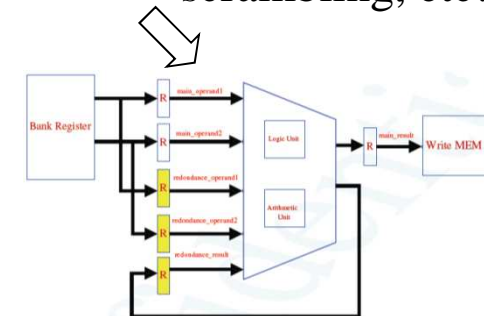 Bank Register
R
main_operand1
R
main_operand2
R
redondance_operand1
R
redondance_operand2
R
redondance_result
Logic Unit
Arithmetic
Unit
R
main_result
Write MEM